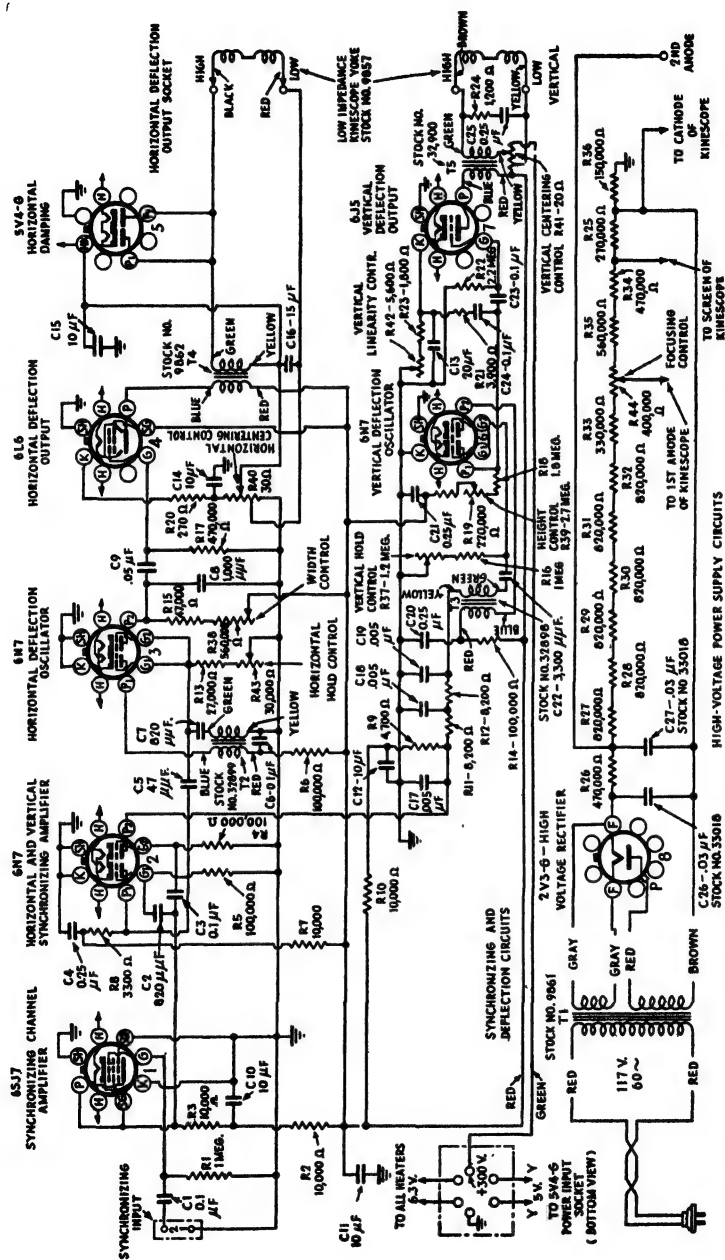 SYNCHRONIZING
INPUT
C1
0.1
µF
R1
1 MEG.
6SJ7
SYNCHRONIZING CHANNEL
AMPLIFIER
R3
10,000
Ω
C10
10 µF
R2
10,000 Ω
C11
10 µF
6N7
HORIZONTAL AND VERTICAL
SYNCHRONIZING AMPLIFIER
C4
0.25
µF
R8
3300 Ω
C2
820 µµF
C3
0.1 µF
R5
100,000 Ω
R4
100,000
Ω
R7
10,000
C5
47
µµF.
C7
820
µµF.
BLUE
GREEN
STOCK
NO. 32899
T2
RED
YELLOW
C6-.01 µF
R6
100,000 Ω
6N7
HORIZONTAL DEFLECTION
OSCILLATOR
R13
27,000
Ω
R43
30,000 Ω
HORIZONTAL
HOLD CONTROL
R15
47,000
Ω
R38
560,000
Ω
WIDTH
CONTROL
C9
.05 µF
C8
1,000
µµF
R17
470,000
Ω
R20
270 Ω
C14
10 µF
R40
30 Ω
HORIZONTAL
CENTERING CONTROL
6L6
HORIZONTAL DEFLECTION
OUTPUT
STOCK NO.
9862
T4
BLUE
GREEN
RED
YELLOW
C16-15 µF
C15
10 µF
5V4-G
HORIZONTAL
DAMPING
HORIZONTAL DEFLECTION
OUTPUT SOCKET
HIGH
BLACK
RED
LOW
LOW IMPEDANCE
KINESCOPE YOKE
STOCK NO. 9857
R10
10,000 Ω
C12-10 µF
C17
.005
µF
R9
4,700 Ω
C18
.005
µF
C19
.005
µF
C20
0.25
µF
R11-8,200 Ω
R12-8,200 Ω
R14-100,000 Ω
RED
BLUE
T3
YELLOW
GREEN
STOCK NO. 32898
C22-3,300 µµF.
VERTICAL HOLD
CONTROL
R37-1.2 MEG.
R16
1 MEG
C21
0.25 µF
R19
220,000
Ω
HEIGHT
CONTROL
R39-2.7 MEG.
R18
1.8 MEG.
6N7
VERTICAL DEFLECTION
OSCILLATOR
VERTICAL
LINEARITY CONTR.
R42-5,600 Ω
R23-1,800 Ω
C13
20 µF
R21
3,900 Ω
C24-0.1 µF
R22
2.2 MEG
C23-0.1 µF
6J5
VERTICAL
DEFLECTION
OUTPUT
STOCK NO.
32,900
T5
BLUE
GREEN
RED
YELLOW
C25
0.25
µF
R24
1,200 Ω
HIGH
BROWN
YELLOW
LOW
VERTICAL
VERTICAL CENTERING
CONTROL R41-20 Ω
SYNCHRONIZING AND
DEFLECTION CIRCUITS
RED
GREEN
TO ALL HEATERS
6.3 V.
+300 V.
Y 5 V. Y
TO 5V4-G
POWER INPUT
SOCKET
(BOTTOM VIEW)
117 V.
60~
RED
RED
STOCK NO. 9861
T1
GRAY
GRAY
RED
BROWN
2V3-G-HIGH
VOLTAGE RECTIFIER
C26-.03 µF
STOCK NO. 33018
R26
470,000 Ω
C27-.03 µF
STOCK NO 33018
R27
820,000 Ω
R28
820,000 Ω
R29
820,000 Ω
R30
820,000 Ω
R31
820,000 Ω
R32
820,000 Ω
R33
330,000 Ω
R44
400,000
Ω
TO 1ST ANODE
OF KINESCOPE
FOCUSING
CONTROL
R35
560,000 Ω
R34
470,000
Ω
TO SCREEN OF
KINESCOPE
R25
270,000 Ω
R36
150,000 Ω
TO CATHODE
OF
KINESCOPE
2ND
ANODE
HIGH-VOLTAGE POWER SUPPLY CIRCUITS